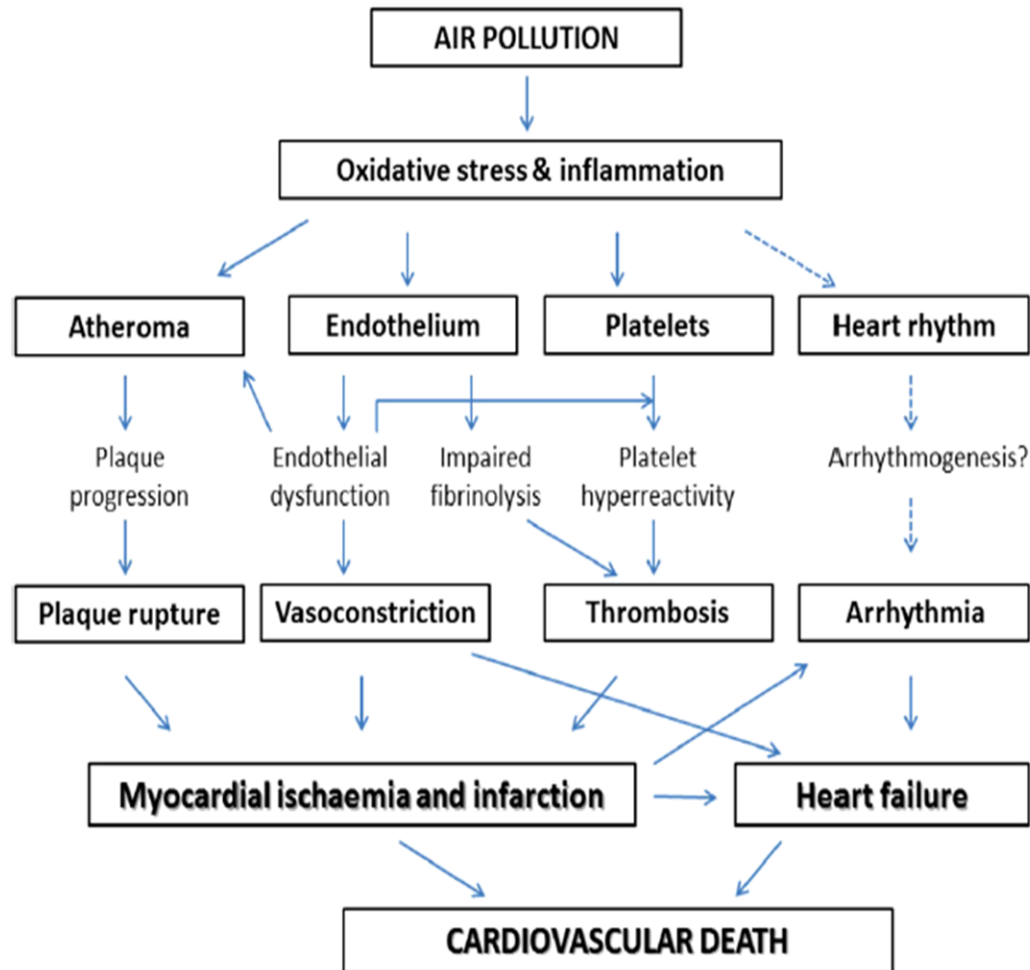 AIR POLLUTION
Oxidative stress & inflammation
Atheroma
Endothelium
Platelets
Heart rhythm
Plaque
progression
Endothelial
dysfunction
Impaired
fibrinolysis
Platelet
hyperreactivity
Arrhythmogenesis?
Plaque rupture
Vasoconstriction
Thrombosis
Arrhythmia
Myocardial ischaemia and infarction
Heart failure
CARDIOVASCULAR DEATH